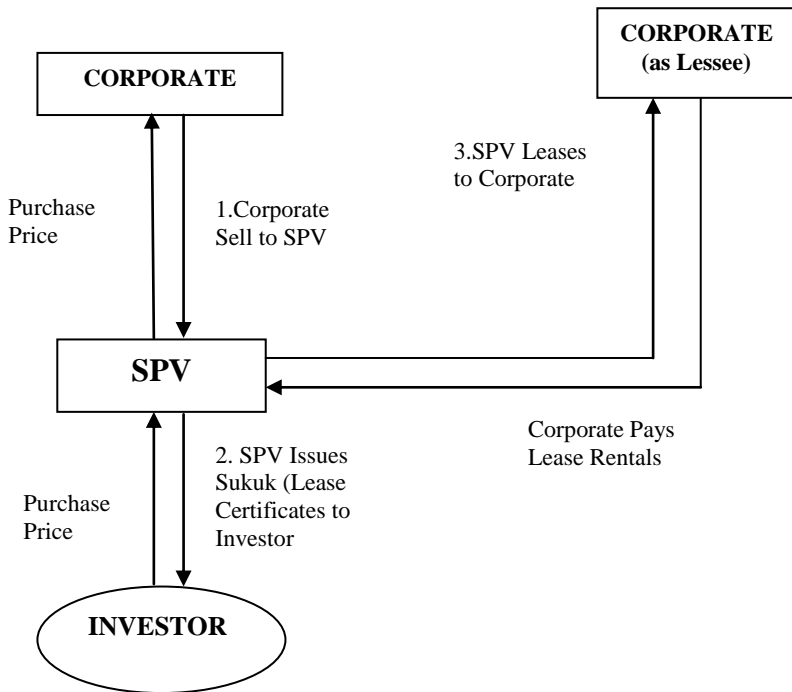 CORPORATE
CORPORATE
(as Lessee)
Purchase
Price
1.Corporate
Sell to SPV
3.SPV Leases
to Corporate
SPV
Corporate Pays
Lease Rentals
Purchase
Price
2. SPV Issues
Sukuk (Lease
Certificates to
Investor
INVESTOR